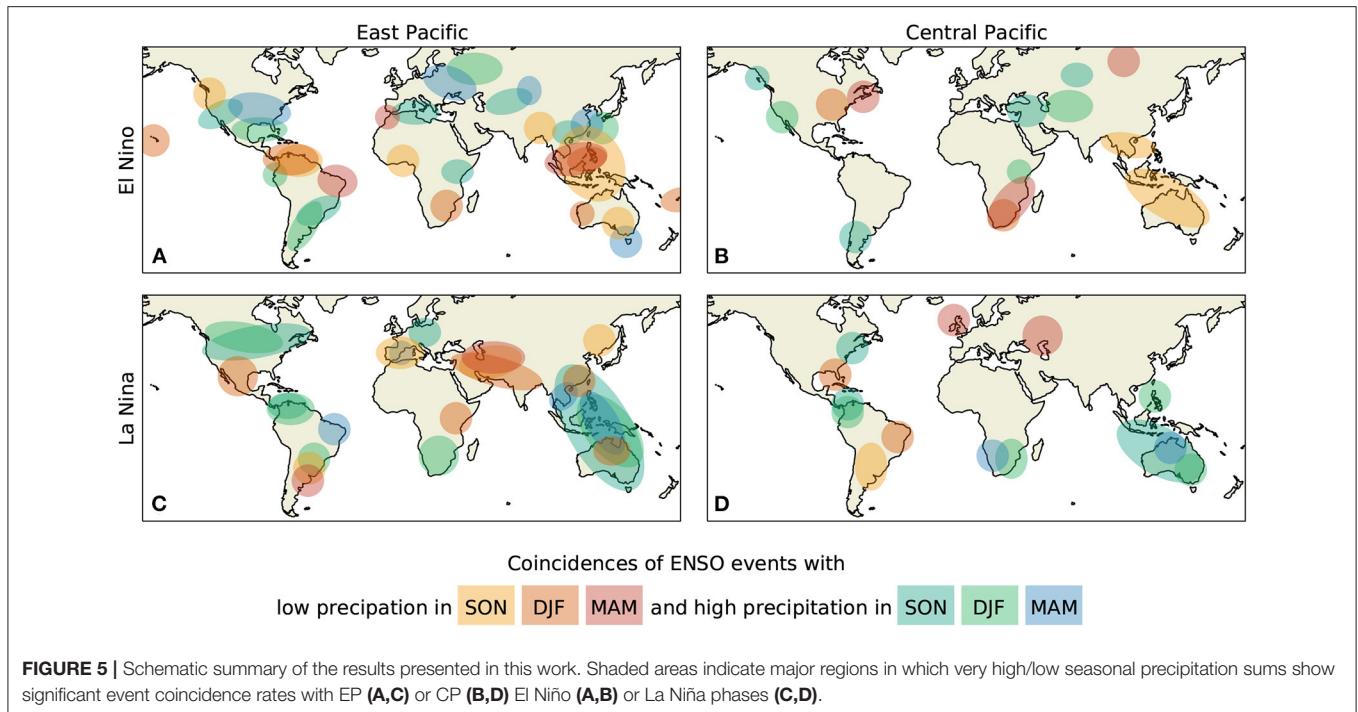 East Pacific
Central Pacific
El Nino
A
B
La Nina
C
D
Coincidences of ENSO events with
low precipation in SON DJF MAM and high precipitation in SON DJF MAM
FIGURE 5 | Schematic summary of the results presented in this work. Shaded areas indicate major regions in which very high/low seasonal precipitation sums show
significant event coincidence rates with EP (A,C) or CP (B,D) El Niño (A,B) or La Niña phases (C,D).